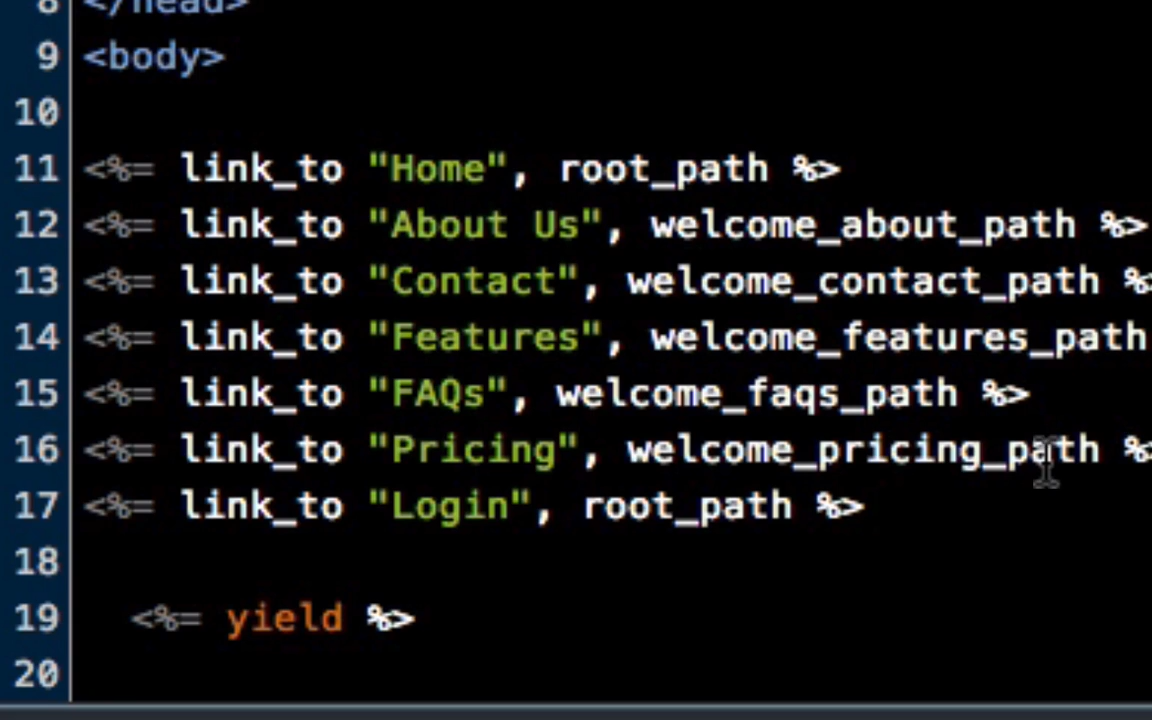 8 </head>
9 <body>
10
11 <%= link_to "Home", root_path %>
12 <%= link_to "About Us", welcome_about_path %>
13 <%= link_to "Contact", welcome_contact_path %>
14 <%= link_to "Features", welcome_features_path
15 <%= link_to "FAQs", welcome_faqs_path %>
16 <%= link_to "Pricing", welcome_pricing_path %>
17 <%= link_to "Login", root_path %>
18
19 <%= yield %>
20